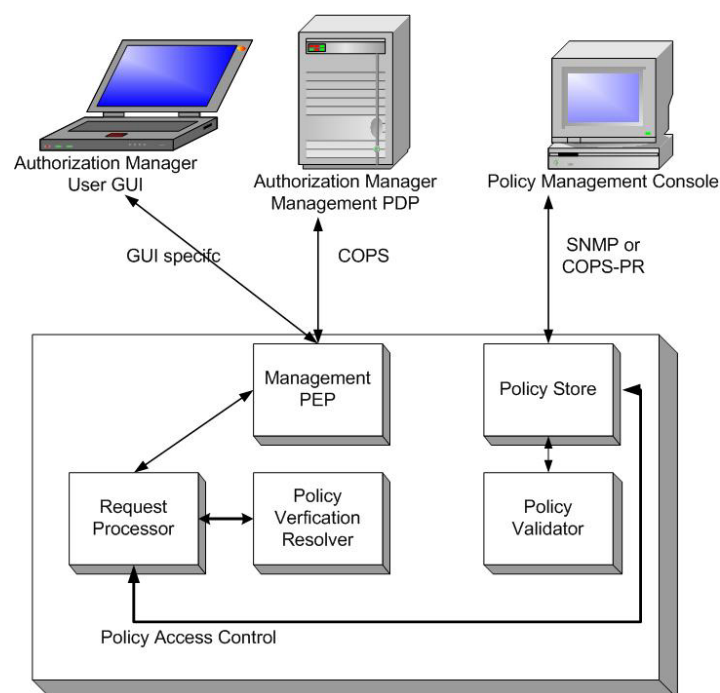 Authorization Manager
User GUI
Authorization Manager
Management PDP
Policy Management Console
GUI specifc
COPS
SNMP or
COPS-PR
Management
PEP
Policy Store
Request
Processor
Policy
Verfication
Resolver
Policy
Validator
Policy Access Control